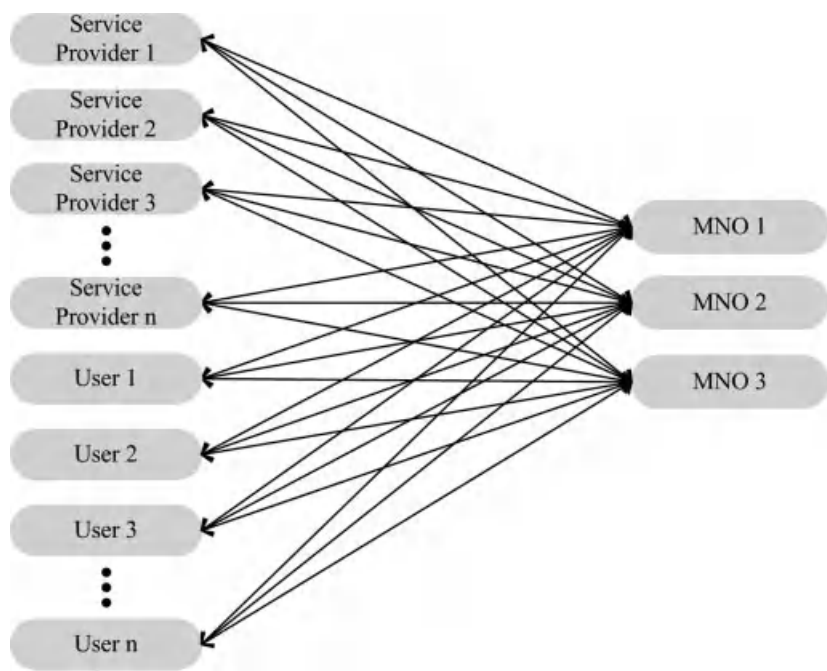 Service
Provider 1
Service
Provider 2
Service
Provider 3
Service
Provider n
User 1
User 2
User 3
User n
MNO 1
MNO 2
MNO 3